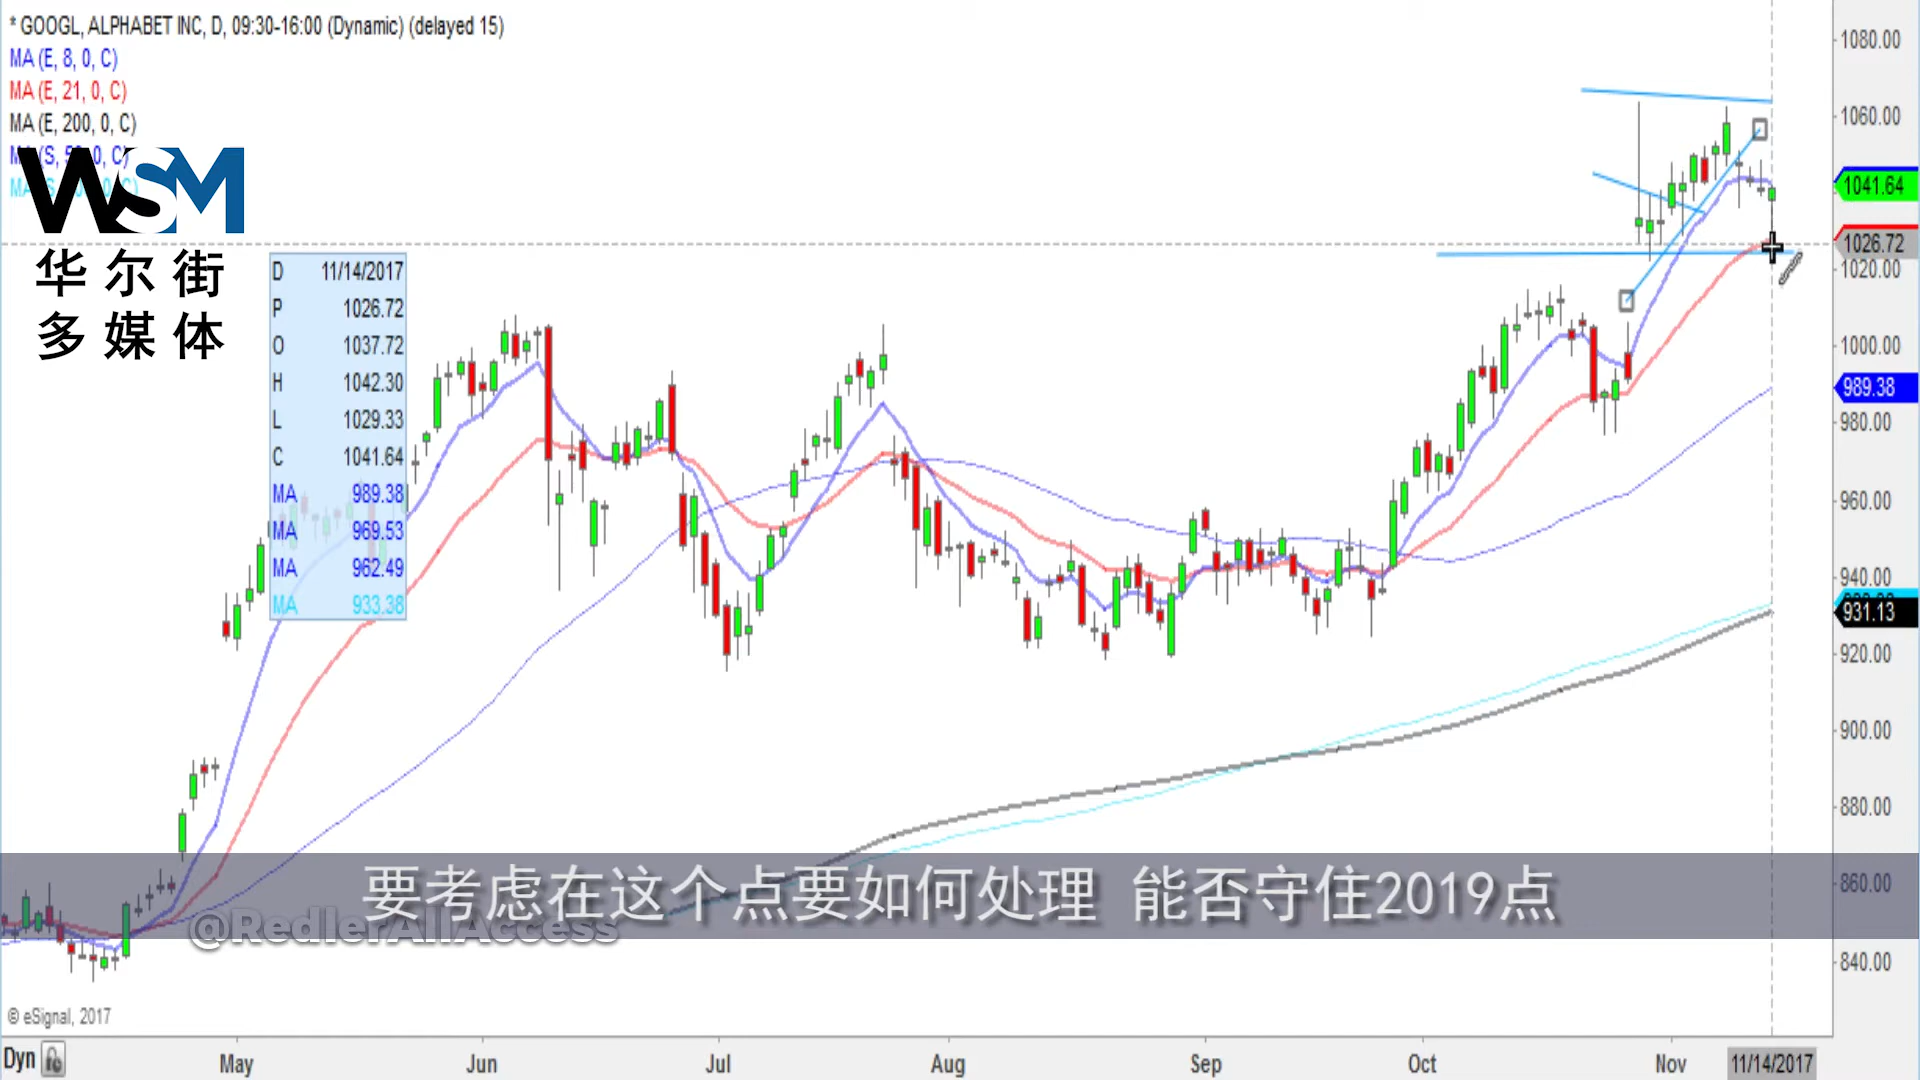 * GOOGL, ALPHABET INC, D, 09:30-16:00 (Dynamic) (delayed 15)
MA (E, 8, 0, C)
MA (E, 21, 0, C)
MA (E, 200, 0, C)
WSM
华尔街
多媒体
D 11/14/2017
P 1026.72
O 1037.72
H 1042.30
L 1029.33
C 1041.64
MA 989.38
MA 969.53
MA 962.49
MA 933.38
1080.00
1060.00
1041.64
1026.72
1020.00
1000.00
989.38
980.00
960.00
940.00
931.13
920.00
900.00
880.00
860.00
840.00
要考虑在这个点要如何处理 能否守住2019点
@RedlerAllAccess
© eSignal, 2017
Dyn May Jun Jul Aug Sep Oct Nov 11/14/2017